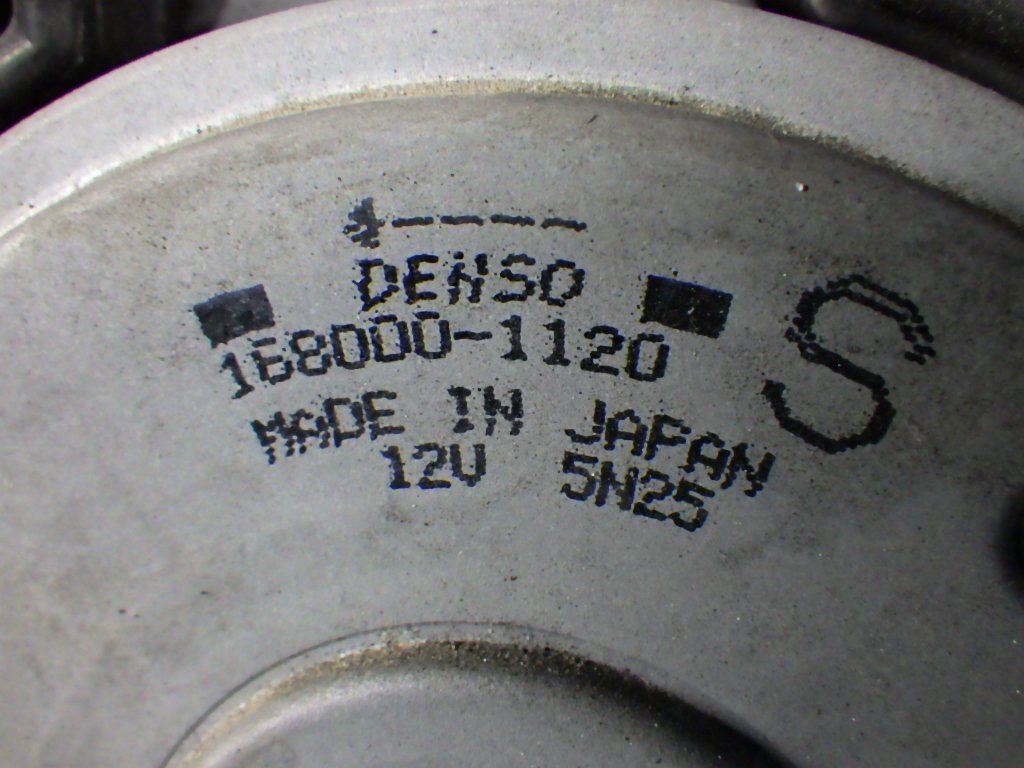 DENSO
168000-1120
MADE IN JAPAN
12V 5N25
S